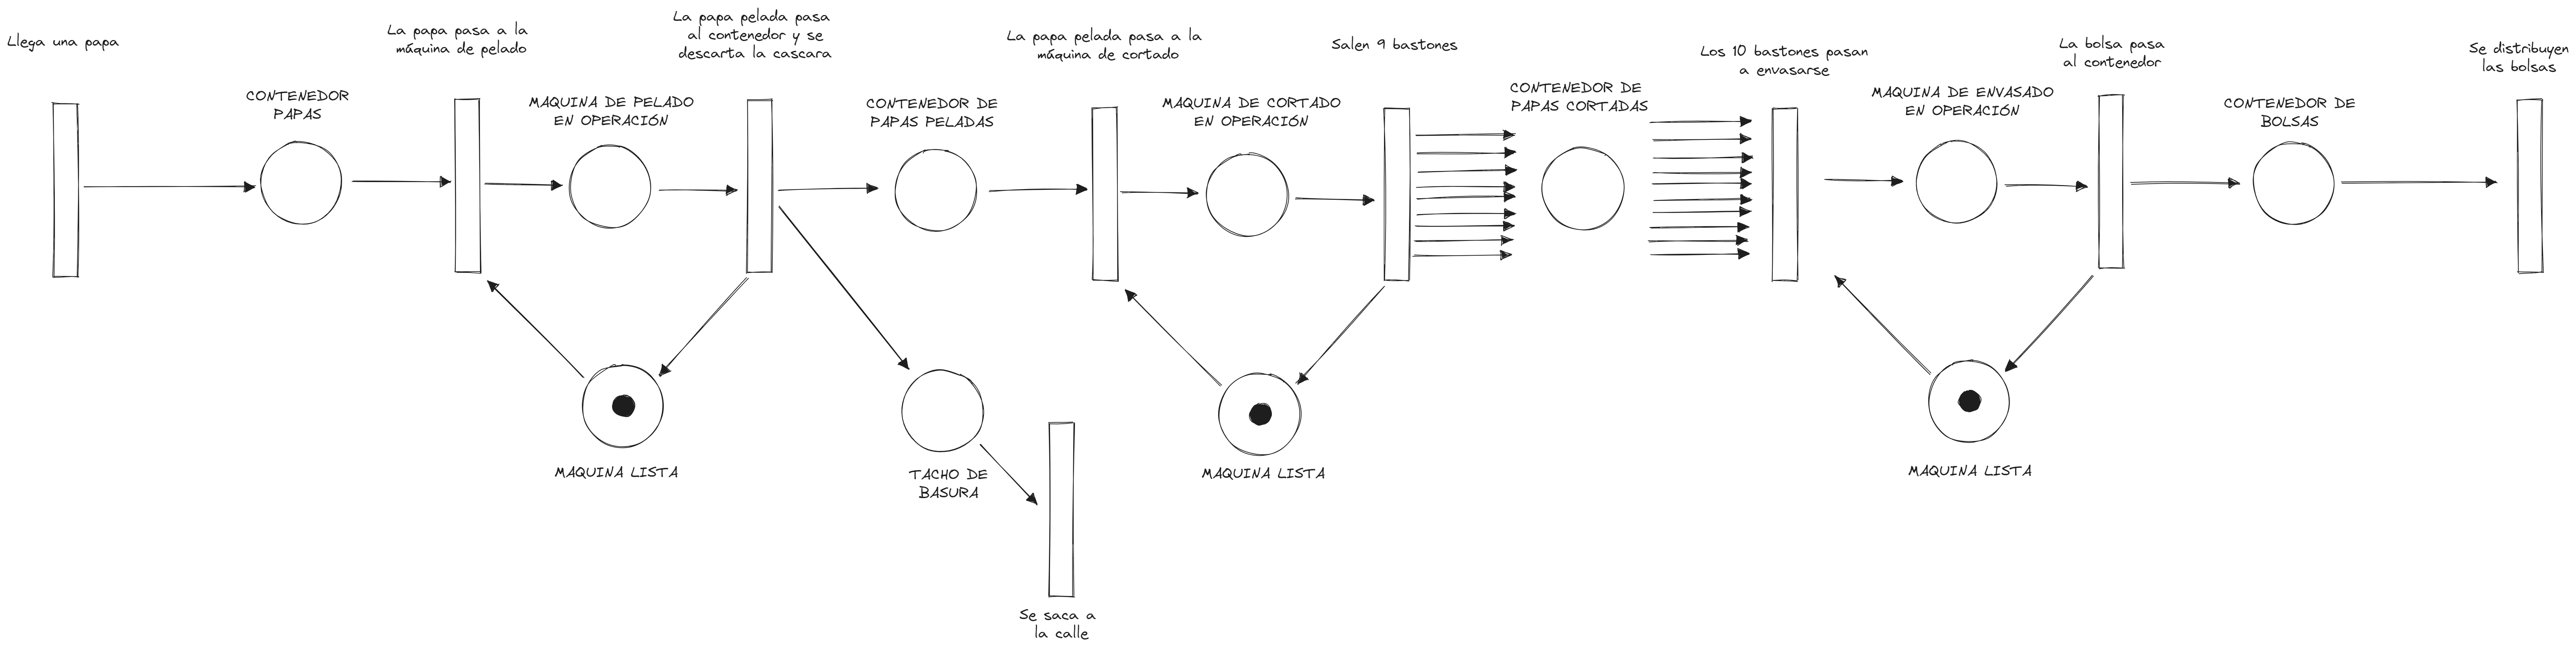 Llega una papa
La papa pasa a la
máquina de pelado
La papa pelada pasa
al contenedor y se
descarta la cascara
La papa pelada pasa a la
máquina de cortado
Salen 9 bastones
Los 10 bastones pasan
a envasarse
La bolsa pasa
al contenedor
Se distribuyen
las bolsas
CONTENEDOR
PAPAS
MAQUINA DE PELADO
EN OPERACIÓN
CONTENEDOR DE
PAPAS PELADAS
MAQUINA DE CORTADO
EN OPERACIÓN
CONTENEDOR DE
PAPAS CORTADAS
MAQUINA DE ENVASADO
EN OPERACIÓN
CONTENEDOR DE
BOLSAS
MAQUINA LISTA
TACHO DE
BASURA
MAQUINA LISTA
MAQUINA LISTA
Se saca a
la calle